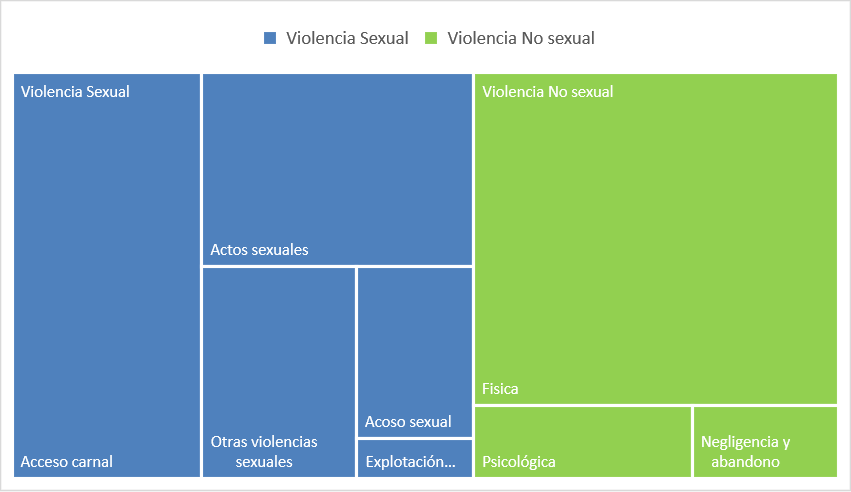 Violencia Sexual
Violencia No sexual
Violencia Sexual
Acceso carnal
Actos sexuales
Otras violencias
sexuales
Acoso sexual
Explotación...
Violencia No sexual
Fisica
Psicológica
Negligencia y
abandono